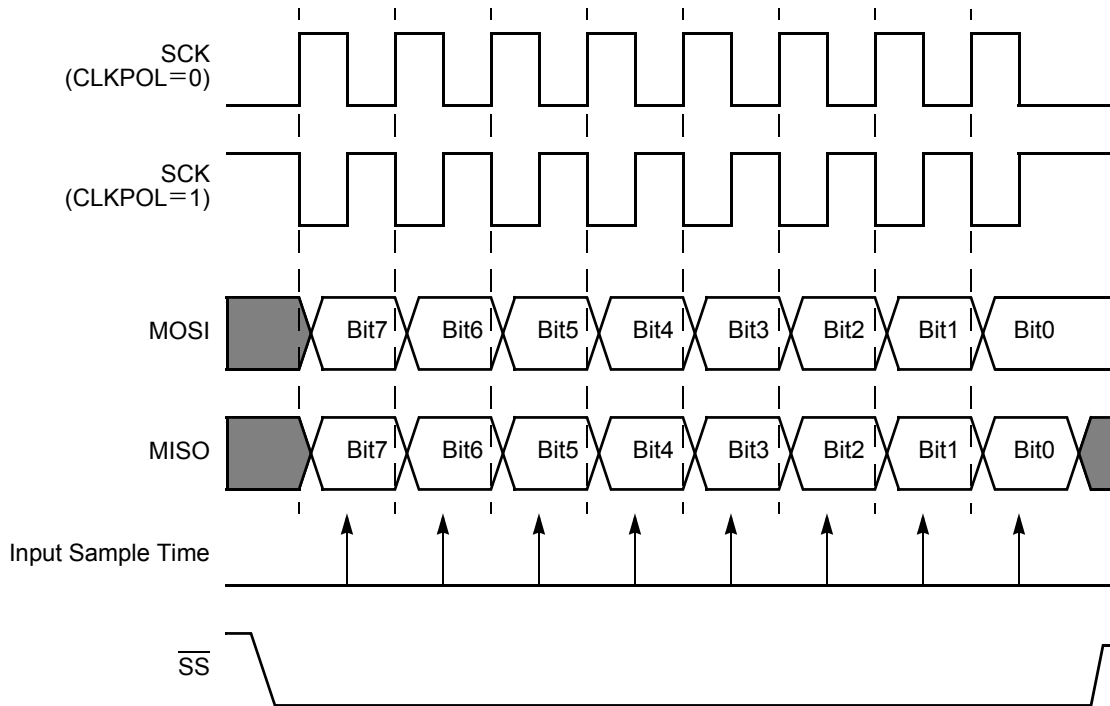 SCK
(CLKPOL=0)
SCK
(CLKPOL=1)
MOSI
Bit7 Bit6 Bit5 Bit4 Bit3 Bit2 Bit1 Bit0
MISO
Bit7 Bit6 Bit5 Bit4 Bit3 Bit2 Bit1 Bit0
Input Sample Time
SS